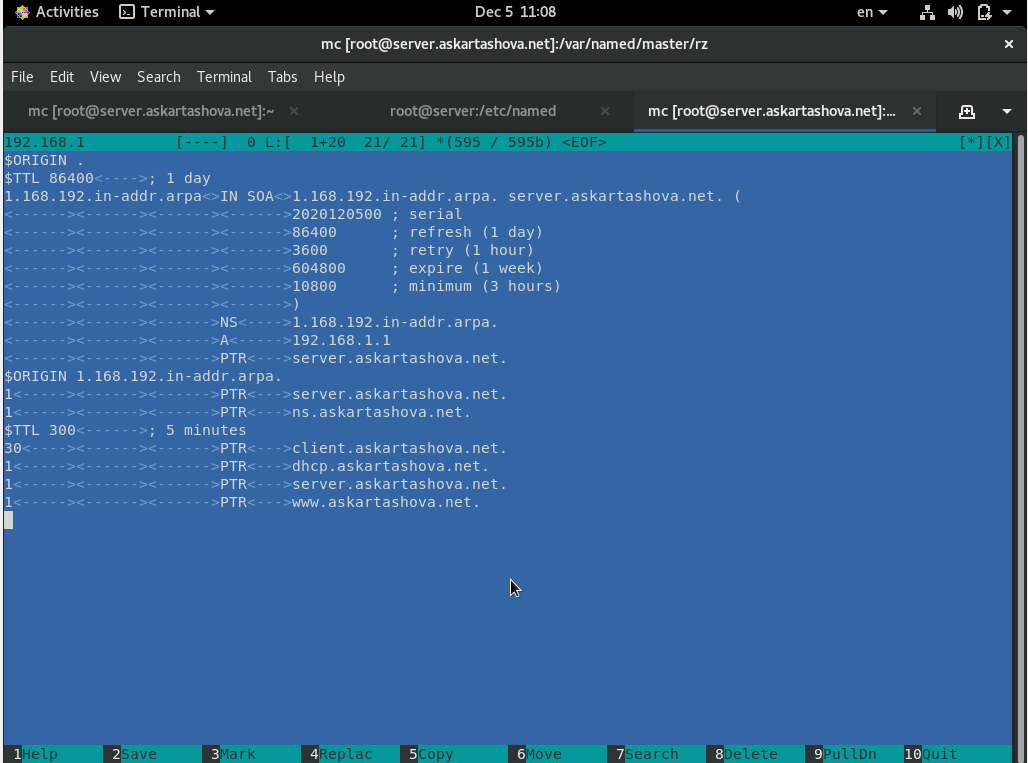 Activities Terminal Dec 5 11:08 en
mc [root@server.askartashova.net]:/var/named/master/rz ×
File Edit View Search Terminal Tabs Help
mc [root@server.askartashova.net]:~ × root@server:/etc/named × mc [root@server.askartashova.net]:... ×
192.168.1 [----] 0 L:[ 1+20 21/ 21] *(595 / 595b) <EOF> [*][X]
$ORIGIN .
$TTL 86400<---->; 1 day
1.168.192.in-addr.arpa<>IN SOA<>1.168.192.in-addr.arpa. server.askartashova.net. (
<------><------><------><------>2020120500 ; serial
<------><------><------><------>86400 ; refresh (1 day)
<------><------><------><------>3600 ; retry (1 hour)
<------><------><------><------>604800 ; expire (1 week)
<------><------><------><------>10800 ; minimum (3 hours)
<------><------><------><------>)
<------><------><------>NS<---->1.168.192.in-addr.arpa.
<------><------><------>A<----->192.168.1.1
<------><------><------>PTR<--->server.askartashova.net.
$ORIGIN 1.168.192.in-addr.arpa.
1<-----><------><------>PTR<--->server.askartashova.net.
1<-----><------><------>PTR<--->ns.askartashova.net.
$TTL 300<------>; 5 minutes
30<----><------><------>PTR<--->client.askartashova.net.
1<-----><------><------>PTR<--->dhcp.askartashova.net.
1<-----><------><------>PTR<--->server.askartashova.net.
1<-----><------><------>PTR<--->www.askartashova.net.
1Help 2Save 3Mark 4Replac 5Copy 6Move 7Search 8Delete 9PullDn 10Quit